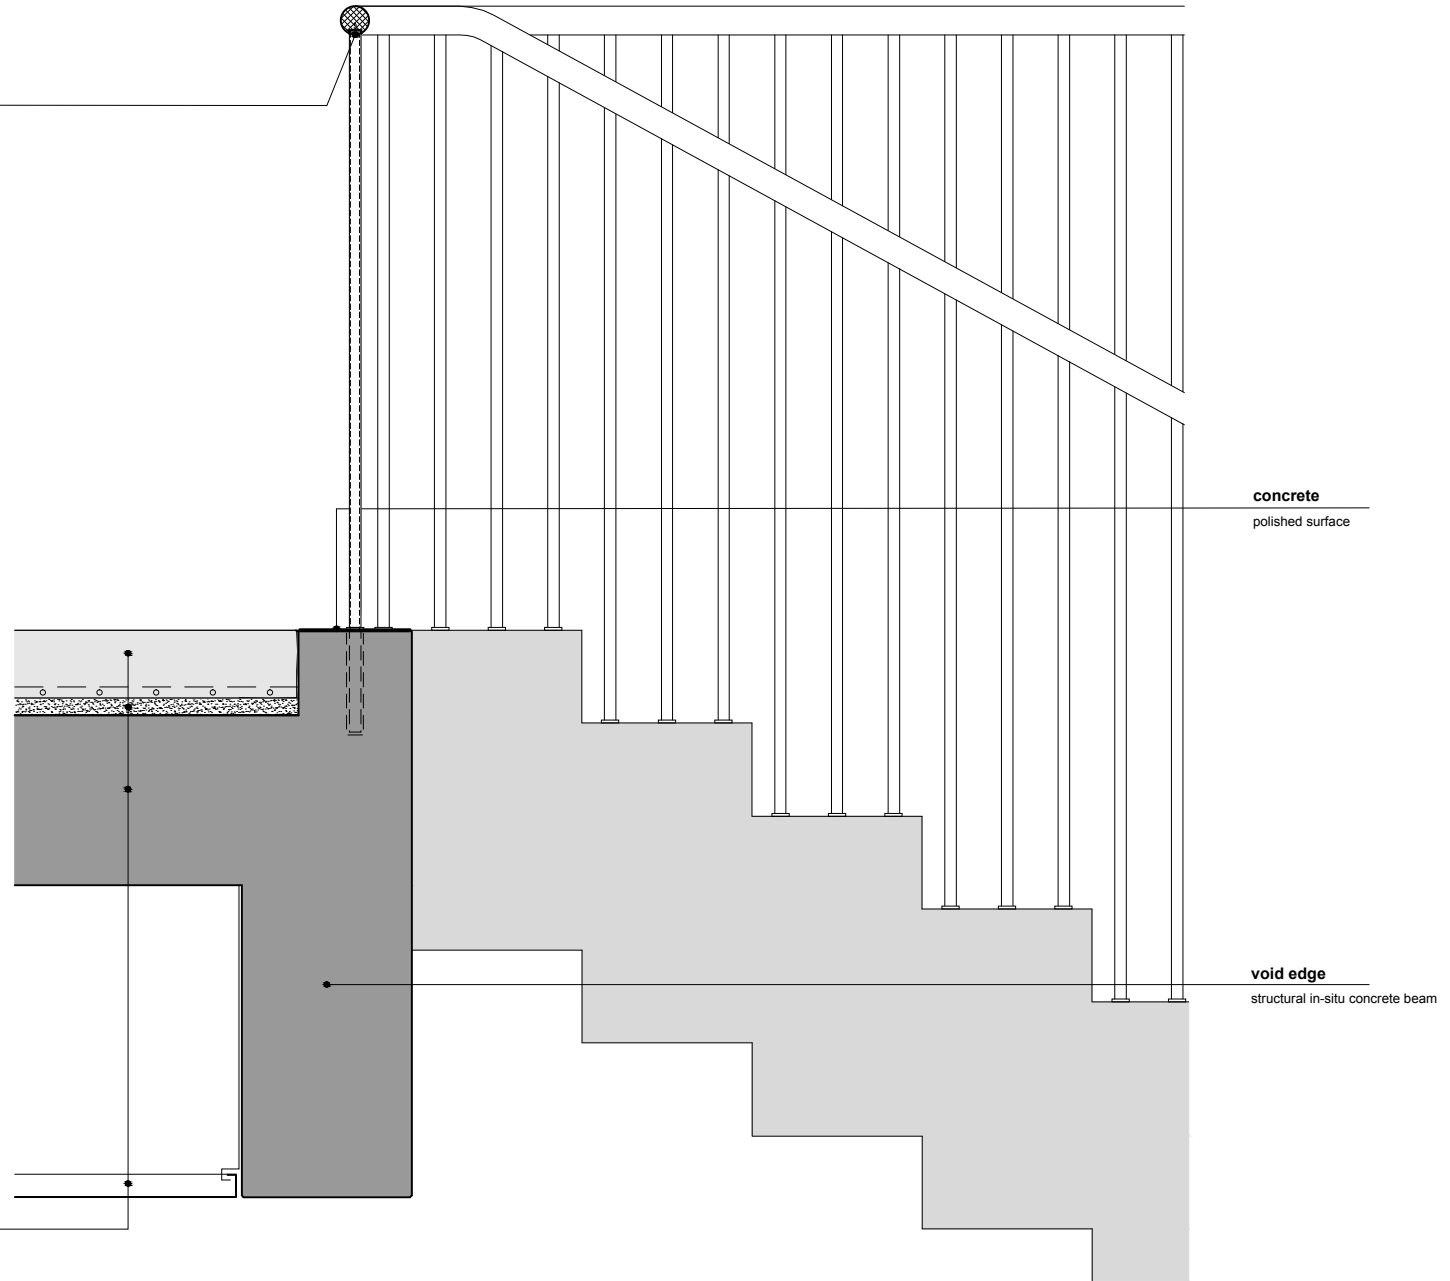 concrete
polished surface
void edge
structural in-situ concrete beam